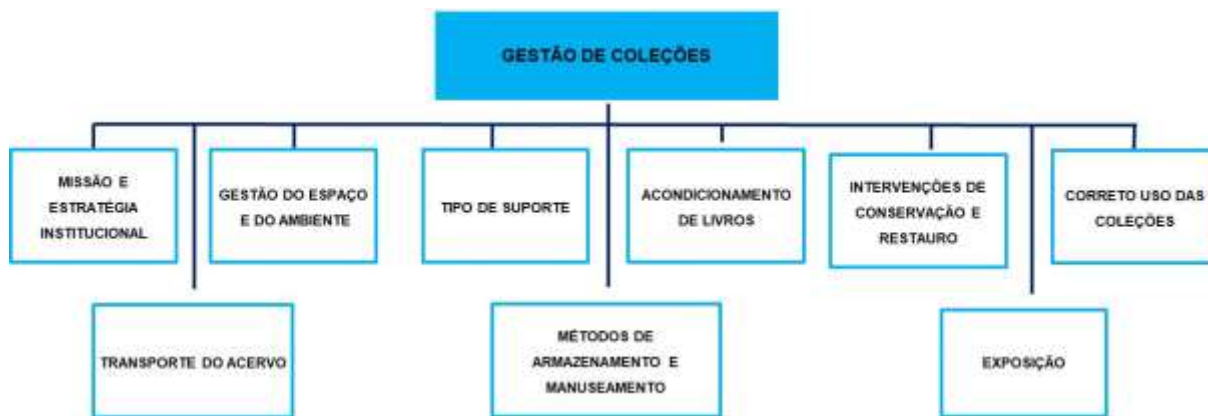 GESTÃO DE COLEÇÕES
MISSÃO E
ESTRATÉGIA
INSTITUCIONAL
GESTÃO DO ESPAÇO
E DO AMBIENTE
TIPO DE SUPORTE
ACONDICIONAMENTO
DE LIVROS
INTERVENÇÕES DE
CONSERVAÇÃO E
RESTAURO
CORRETO USO DAS
COLEÇÕES
TRANSPORTE DO ACERVO
MÉTODOS DE
ARMAZENAMENTO E
MANUSEAMENTO
EXPOSIÇÃO